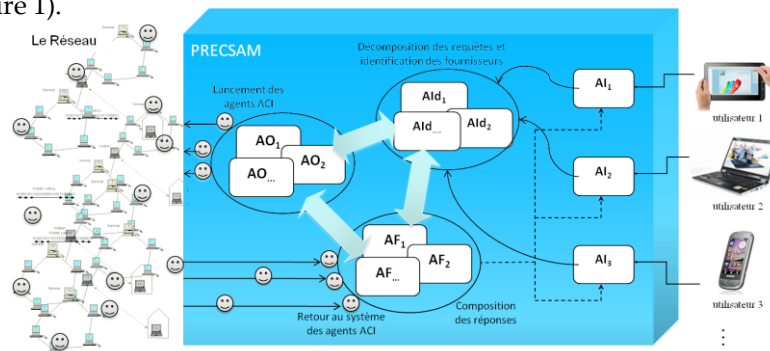 ire 1).
Le Réseau
PRECSAM
Décomposition des requêtes et
identification des fournisseurs
Lancement des
agents ACI
AId₁
AId...
AId₂
AO₁
AO₂
AO...
AI₁
utilisateur 1
AI₂
utilisateur 2
AF₁
AF₂
AF...
AI₃
utilisateur 3
Retour au système
des agents ACI
Composition
des réponses
⋮